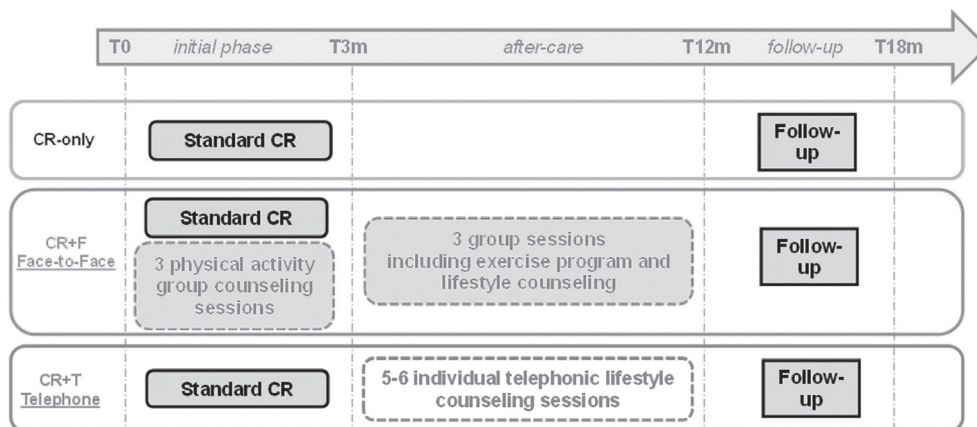 T0 initial phase T3m after-care T12m follow-up T18m
CR-only
Standard CR
Follow-
up
CR+F
Face-to-Face
Standard CR
3 physical activity
group counseling
sessions
3 group sessions
including exercise program and
lifestyle counseling
Follow-
up
CR+T
Telephone
Standard CR
5-6 individual telephonic lifestyle
counseling sessions
Follow-
up